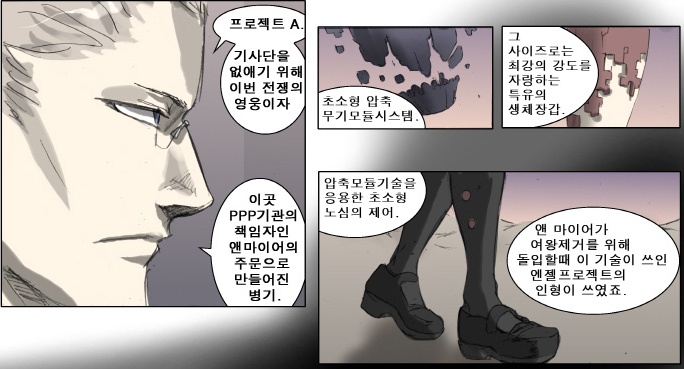 프로젝트 A.
기사단을
없애기 위해
이번 전쟁의
영웅이자
이곳
PPP기관의
책임자인
앤마이어의
주문으로
만들어진
병기.
초소형 압축
무기모듈시스템.
그
사이즈로는
최강의 강도를
자랑하는
특유의
생체장갑.
압축모듈기술을
응용한 초소형
노심의 제어.
앤 마이어가
여왕제거를 위해
돌입할때 이 기술이 쓰인
엔젤프로젝트의
인형이 쓰였죠.